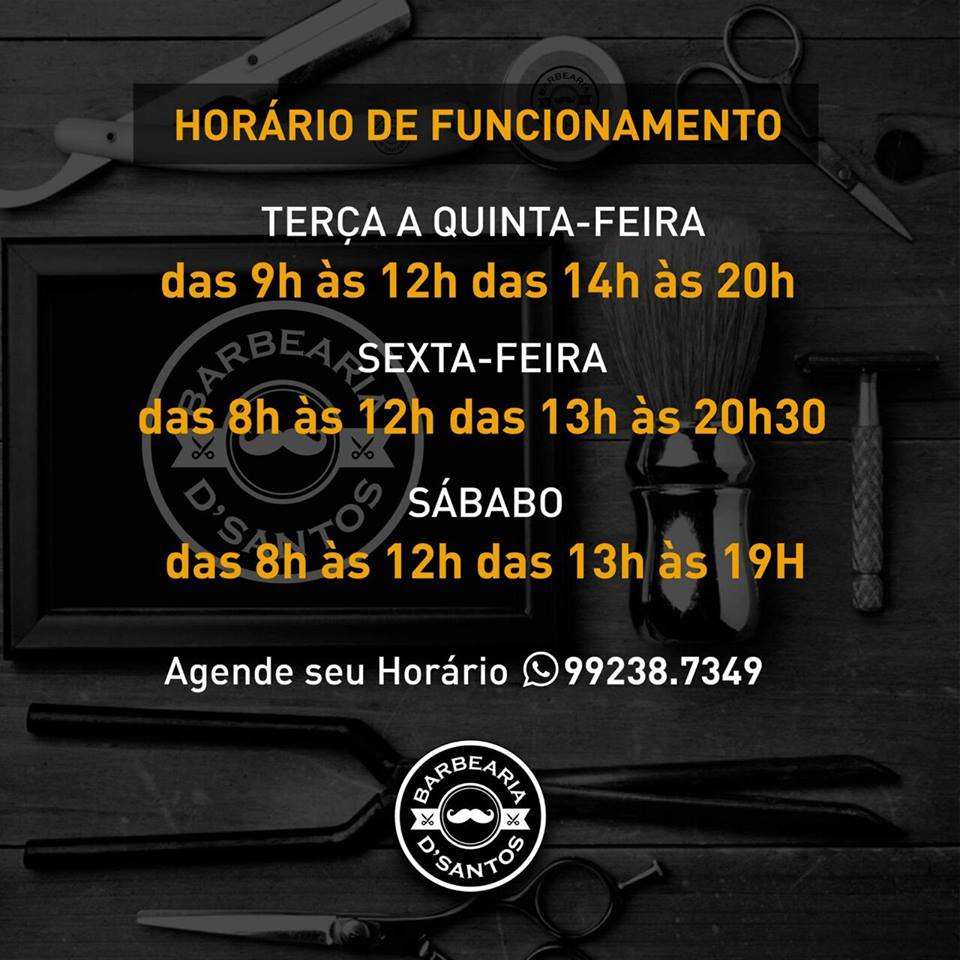 HORÁRIO DE FUNCIONAMENTO
TERÇA A QUINTA-FEIRA
das 9h às 12h das 14h às 20h
SEXTA-FEIRA
das 8h às 12h das 13h às 20h30
SÁBABO
das 8h às 12h das 13h às 19H
Agende seu Horário 99238.7349
BARBEARIA
D'SANTOS
BARBEARIA
D'SANTOS
BARBEARIA